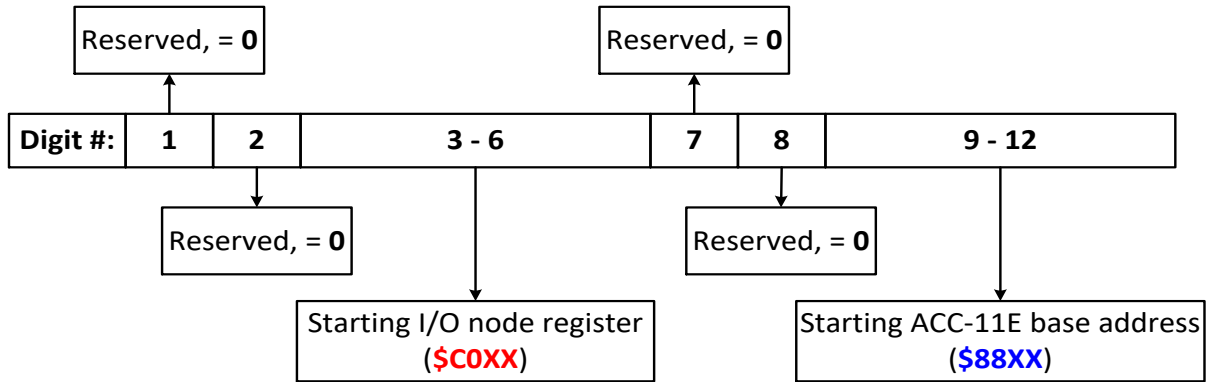 Reserved, = 0 Reserved, = 0
Digit #: 1 2 3 - 6 7 8 9 - 12
Reserved, = 0 Reserved, = 0
Starting I/O node register Starting ACC-11E base address
($C0XX) ($88XX)